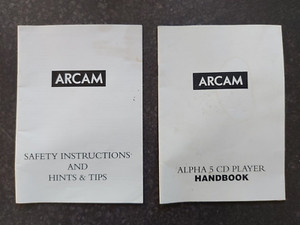 ARCAM
SAFETY INSTRUCTIONS
AND
HINTS & TIPS
ARCAM
ALPHA 5 CD PLAYER
HANDBOOK